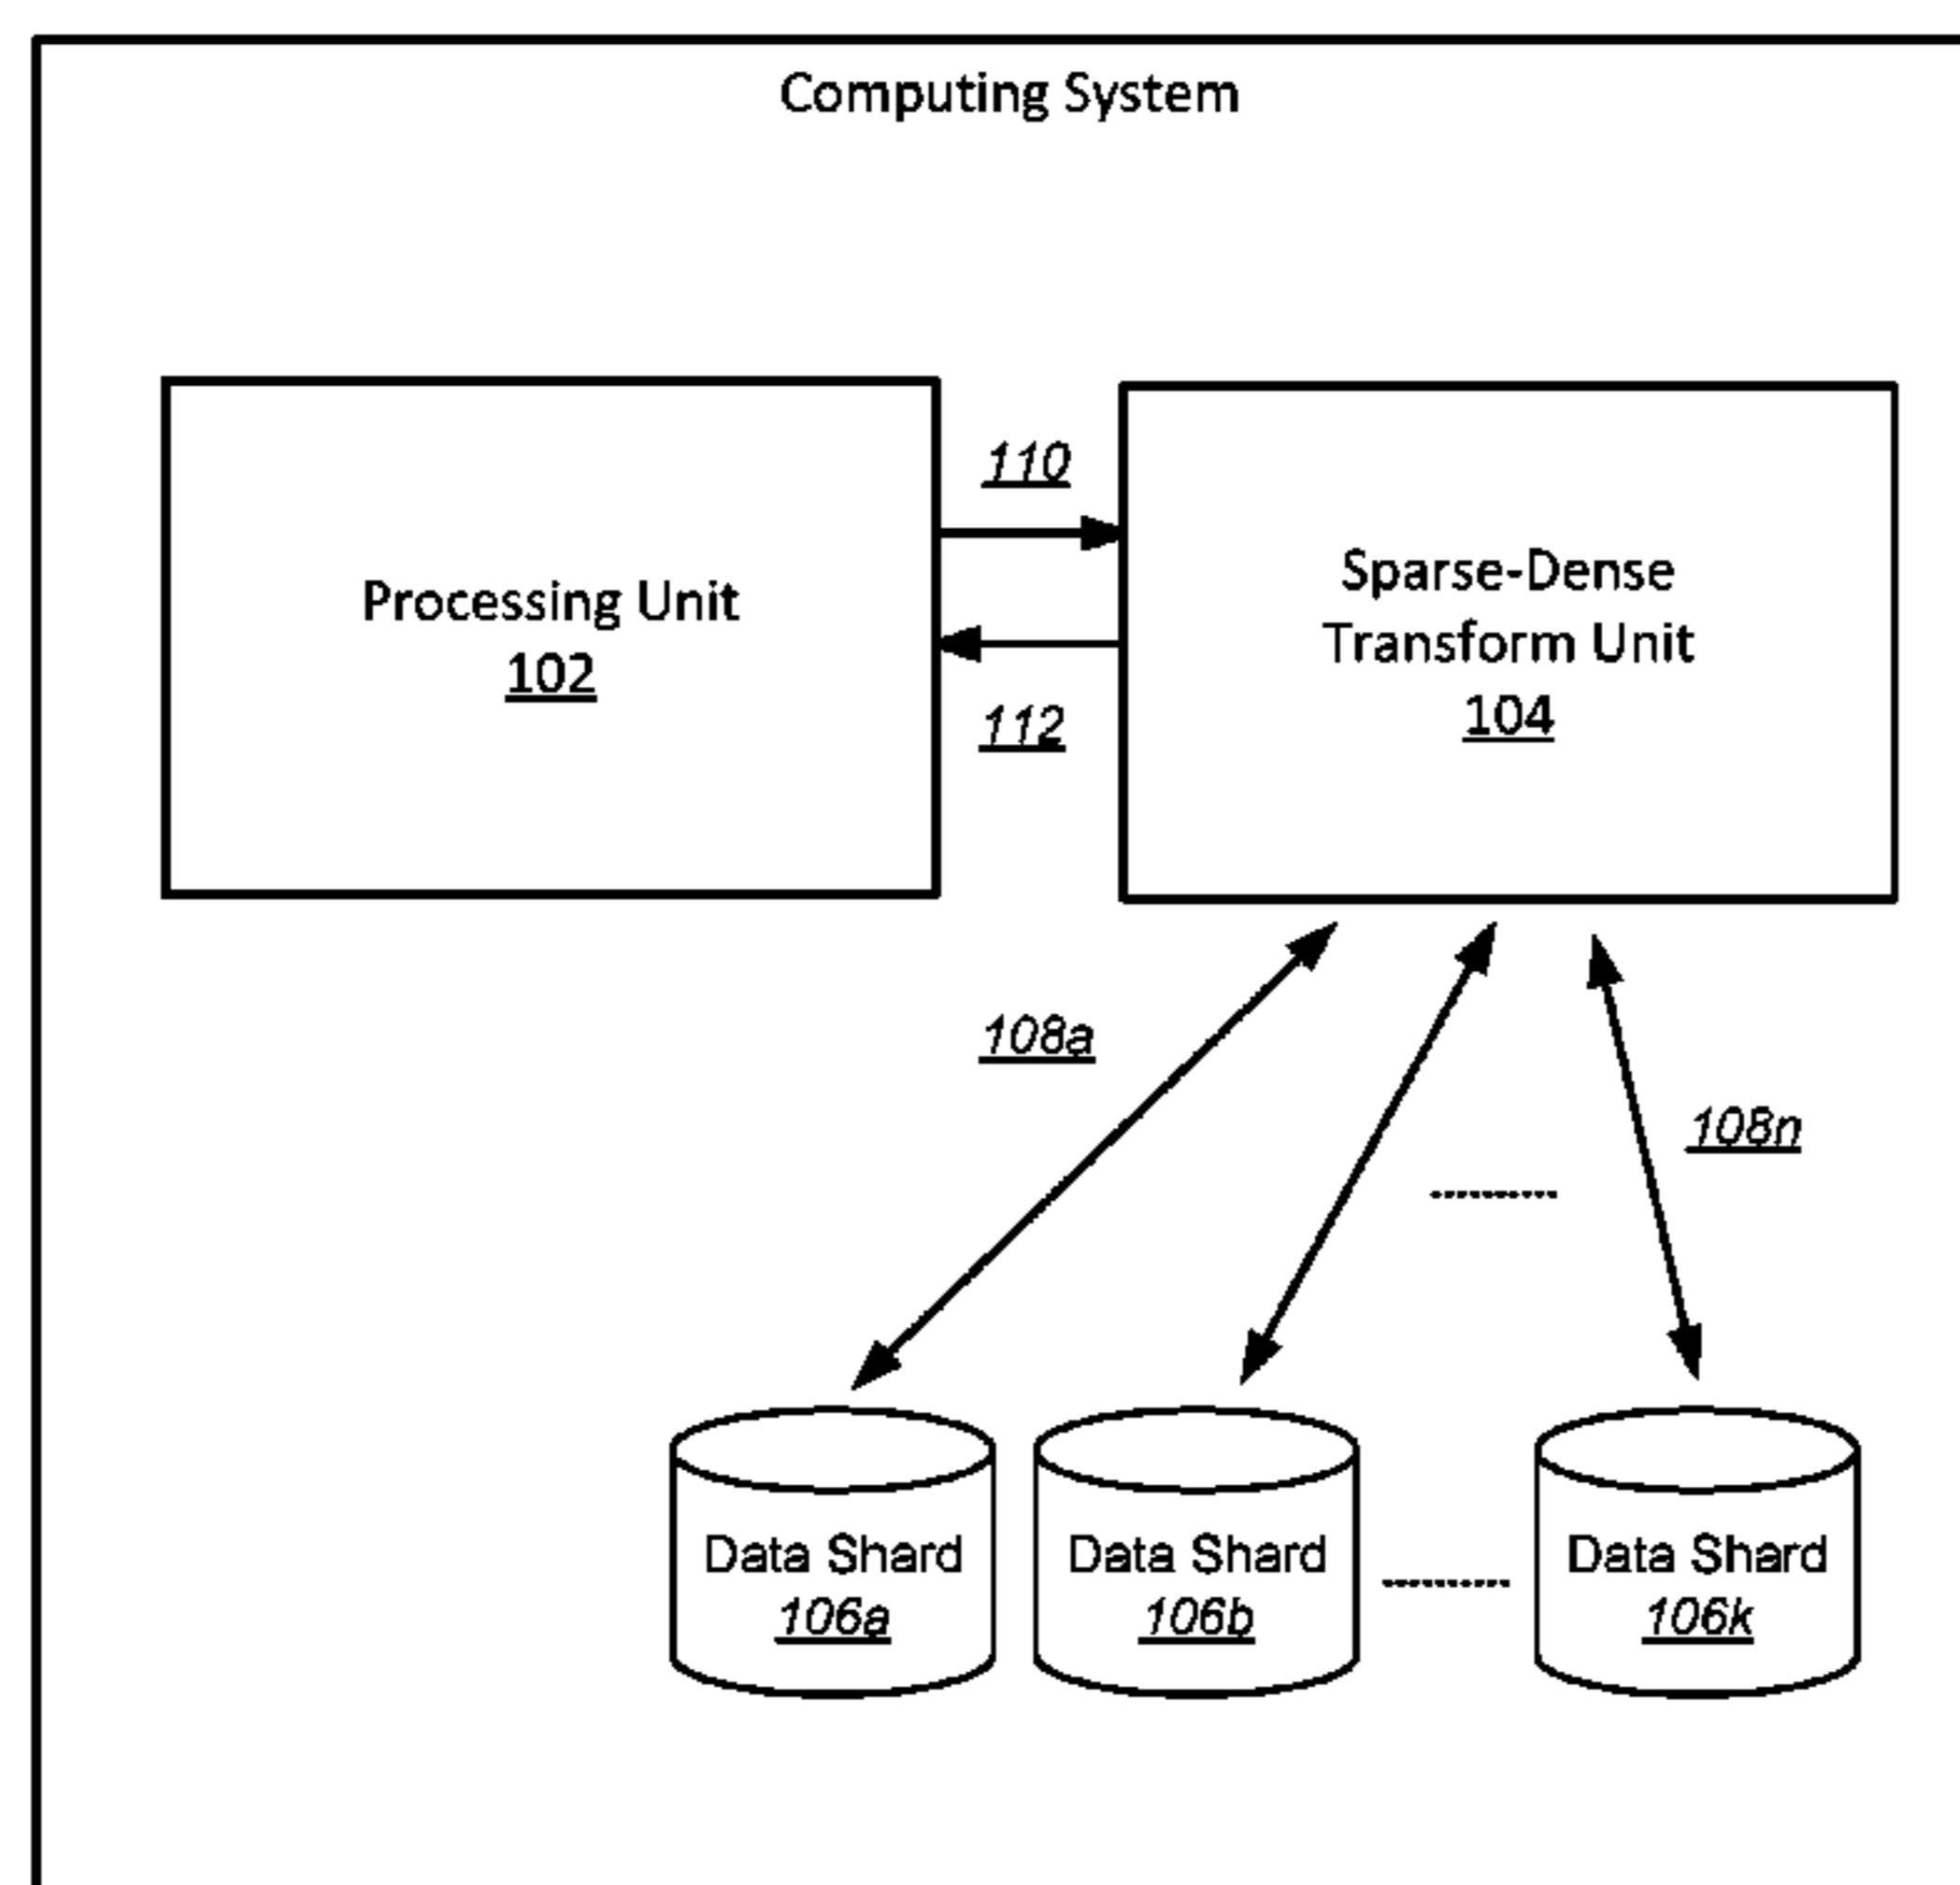 Computing System
110
Processing Unit
102
Sparse-Dense
Transform Unit
104
112
108a
108n
Data Shard
106a
Data Shard
106b
Data Shard
106k